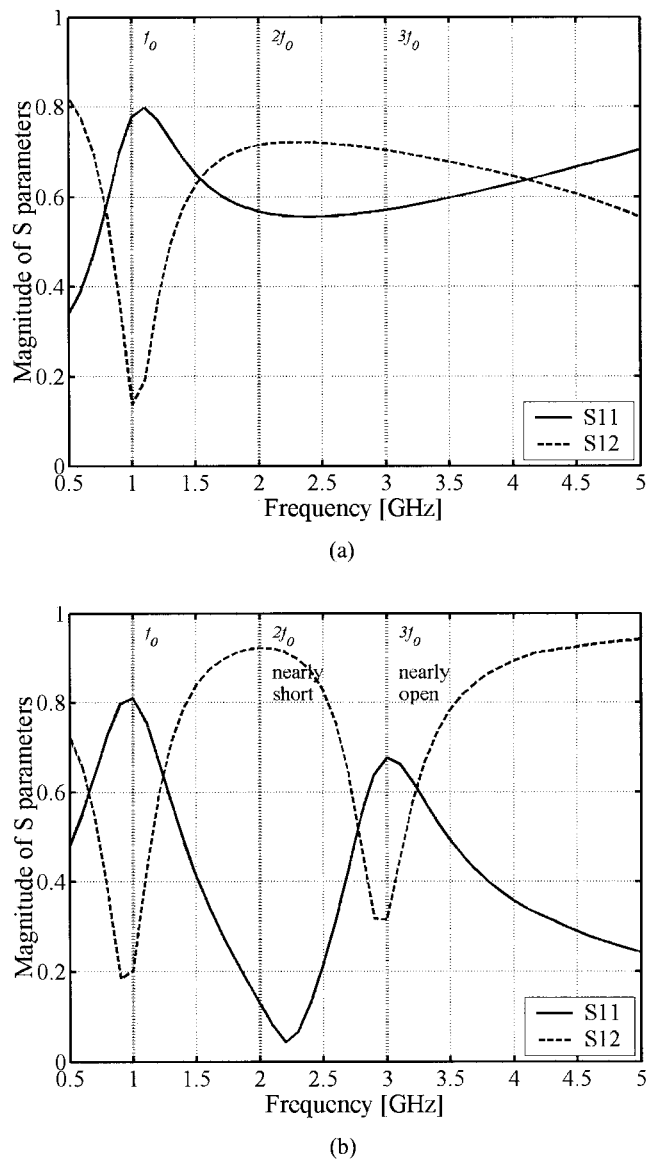 1
f0
2f0
3f0
0.8
0.6
0.4
0.2
0
Magnitude of S parameters
S11
S12
0.5 1 1.5 2 2.5 3 3.5 4 4.5 5
Frequency [GHz]
(a)
1
f0
2f0
3f0
nearly
short
nearly
open
0.8
0.6
0.4
0.2
0
Magnitude of S parameters
S11
S12
0.5 1 1.5 2 2.5 3 3.5 4 4.5 5
Frequency [GHz]
(b)